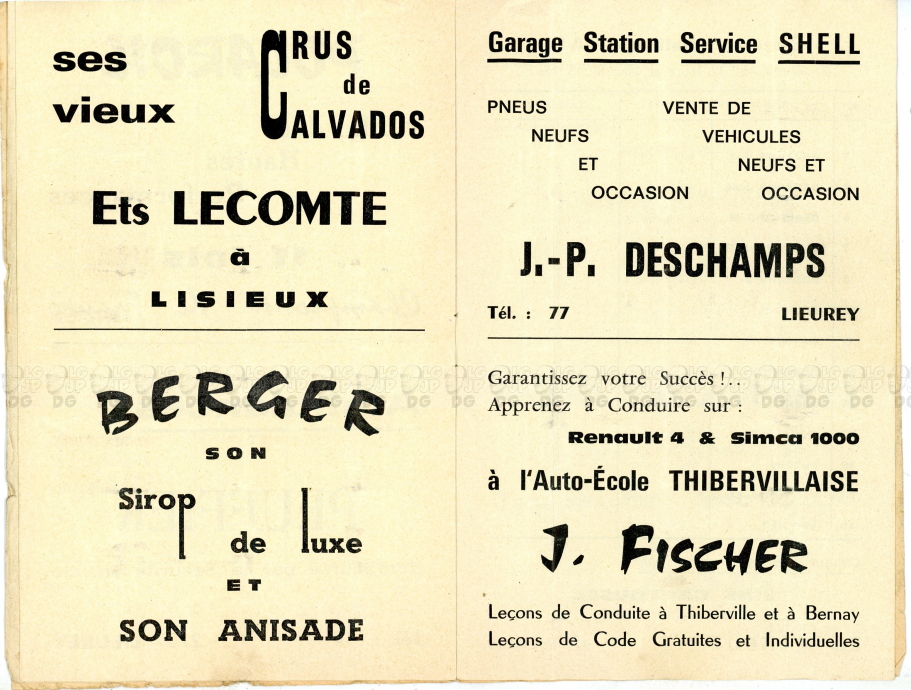 ses
vieux
CRUS
de
CALVADOS
Ets LECOMTE
à
LISIEUX
BERGER
SON
Sirop
de luxe
ET
SON ANISADE
Garage Station Service SHELL
PNEUS
NEUFS
ET
OCCASION
VENTE DE
VEHICULES
NEUFS ET
OCCASION
J.-P. DESCHAMPS
Tél. : 77 LIEUREY
Garantissez votre Succès !..
Apprenez à Conduire sur :
Renault 4 & Simca 1000
à l'Auto-École THIBERVILLAISE
J. FISCHER
Leçons de Conduite à Thiberville et à Bernay
Leçons de Code Gratuites et Individuelles